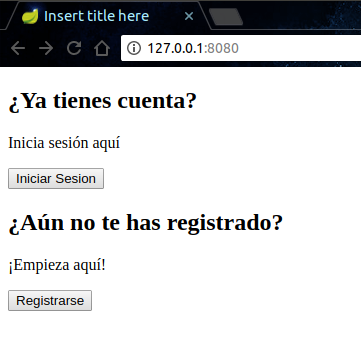 Insert title here
127.0.0.1:8080
¿Ya tienes cuenta?
Inicia sesión aquí
Iniciar Sesion
¿Aún no te has registrado?
¡Empieza aquí!
Registrarse